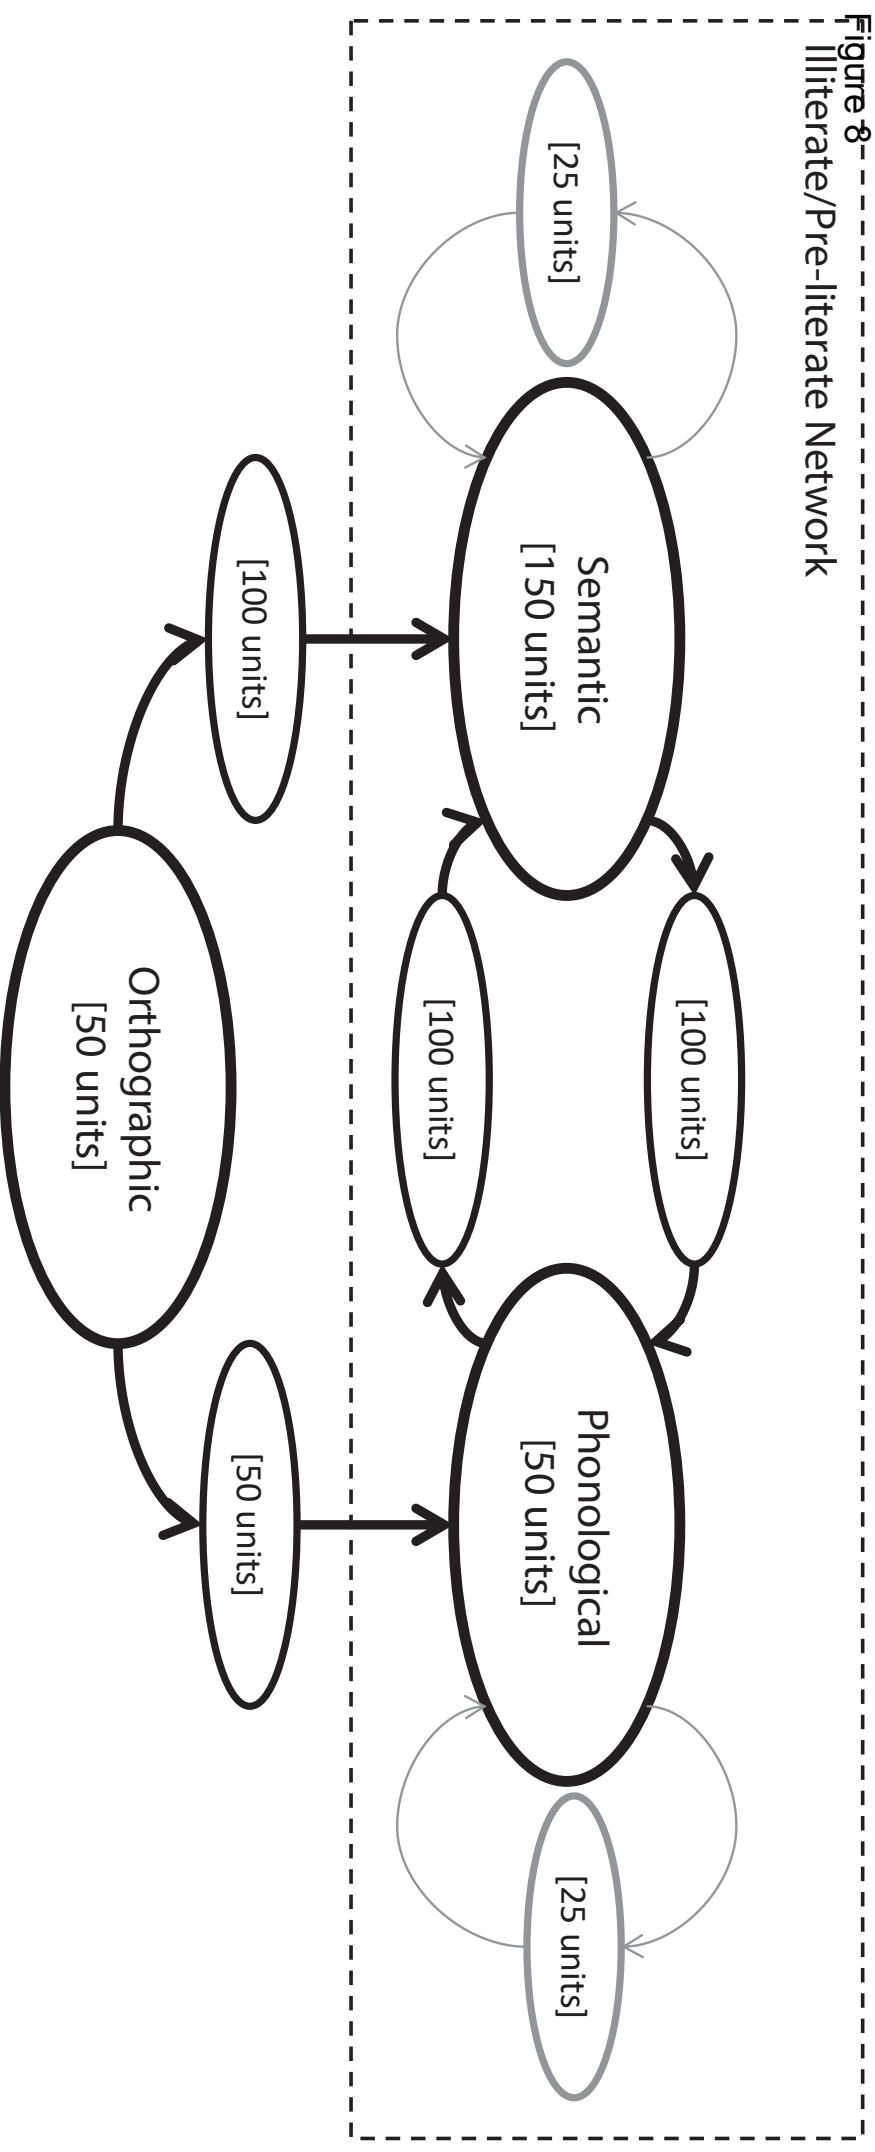 Figure 8
Illiterate/Pre-literate Network
[25 units]
Semantic
[150 units]
[100 units]
[100 units]
Phonological
[50 units]
[25 units]
[100 units]
Orthographic
[50 units]
[50 units]